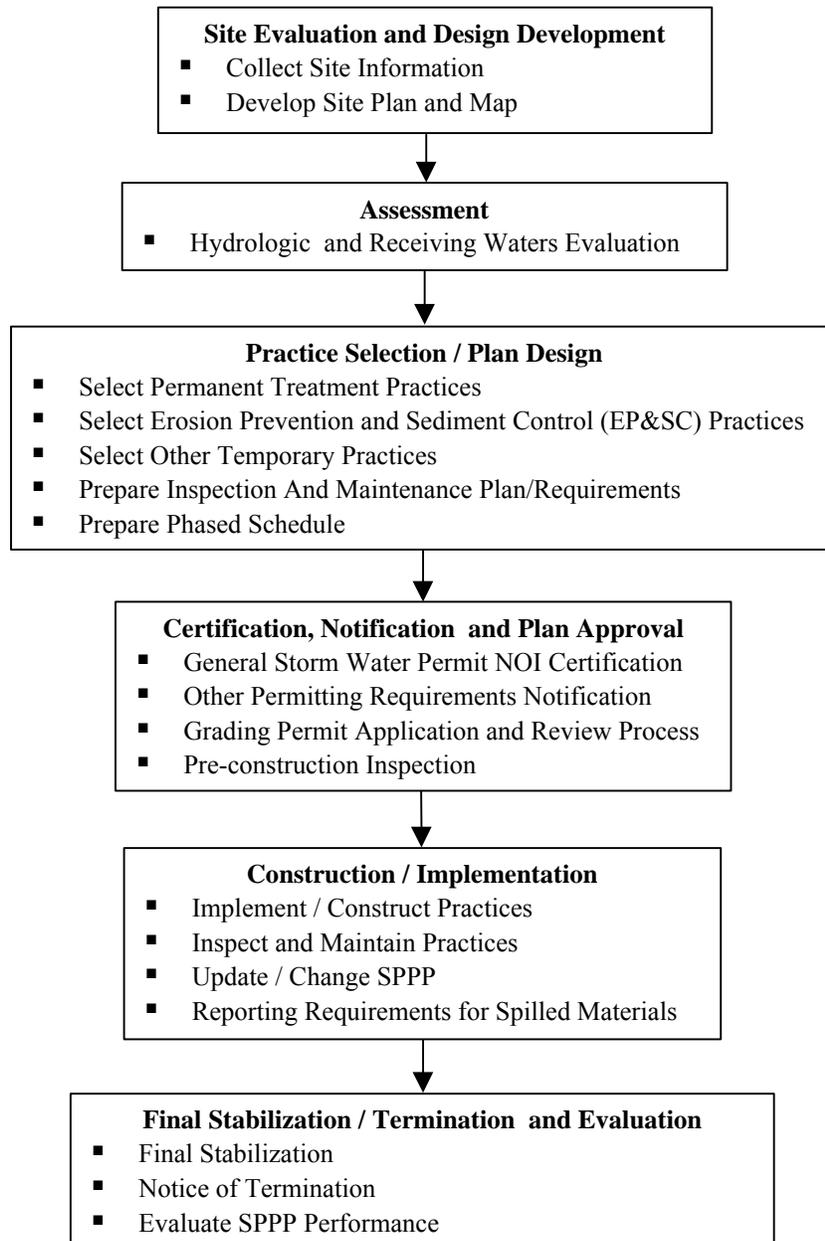 Site Evaluation and Design Development
▪ Collect Site Information
▪ Develop Site Plan and Map
Assessment
▪ Hydrologic and Receiving Waters Evaluation
Practice Selection / Plan Design
▪ Select Permanent Treatment Practices
▪ Select Erosion Prevention and Sediment Control (EP&SC) Practices
▪ Select Other Temporary Practices
▪ Prepare Inspection And Maintenance Plan/Requirements
▪ Prepare Phased Schedule
Certification, Notification and Plan Approval
▪ General Storm Water Permit NOI Certification
▪ Other Permitting Requirements Notification
▪ Grading Permit Application and Review Process
▪ Pre-construction Inspection
Construction / Implementation
▪ Implement / Construct Practices
▪ Inspect and Maintain Practices
▪ Update / Change SPPP
▪ Reporting Requirements for Spilled Materials
Final Stabilization / Termination and Evaluation
▪ Final Stabilization
▪ Notice of Termination
▪ Evaluate SPPP Performance